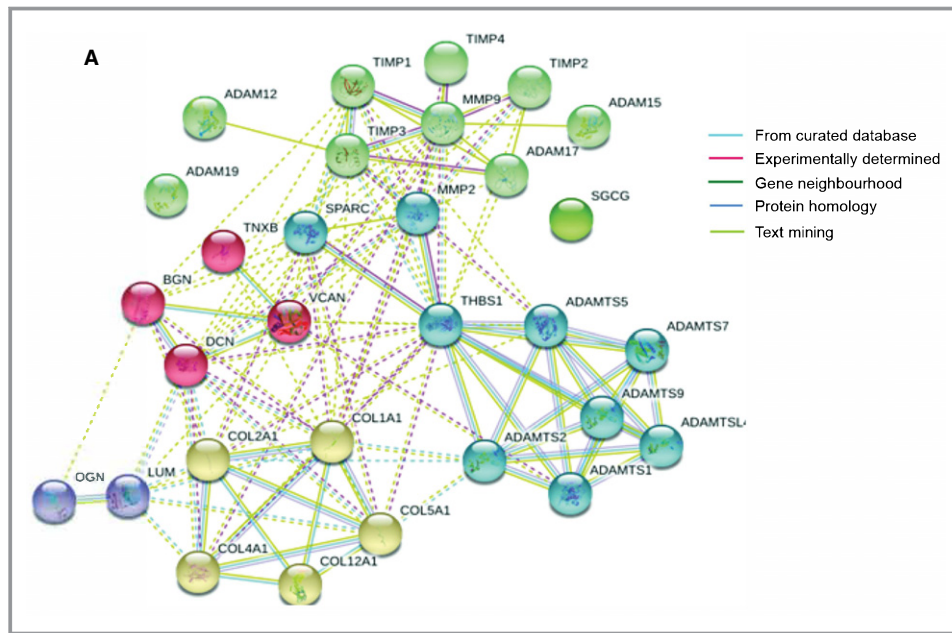 A
TIMP4
TIMP1
TIMP2
ADAM12
MMP9
ADAM15
TIMP3
ADAM17
ADAM19
MMP2
SPARC
SGCG
TNXB
BGN
VCAN
THBS1
ADAMTS5
DCN
ADAMTS7
ADAMTS9
COL1A1
ADAMTSL4
COL2A1
ADAMTS2
ADAMTS1
OGN
LUM
COL5A1
COL4A1
COL12A1
From curated database
Experimentally determined
Gene neighbourhood
Protein homology
Text mining